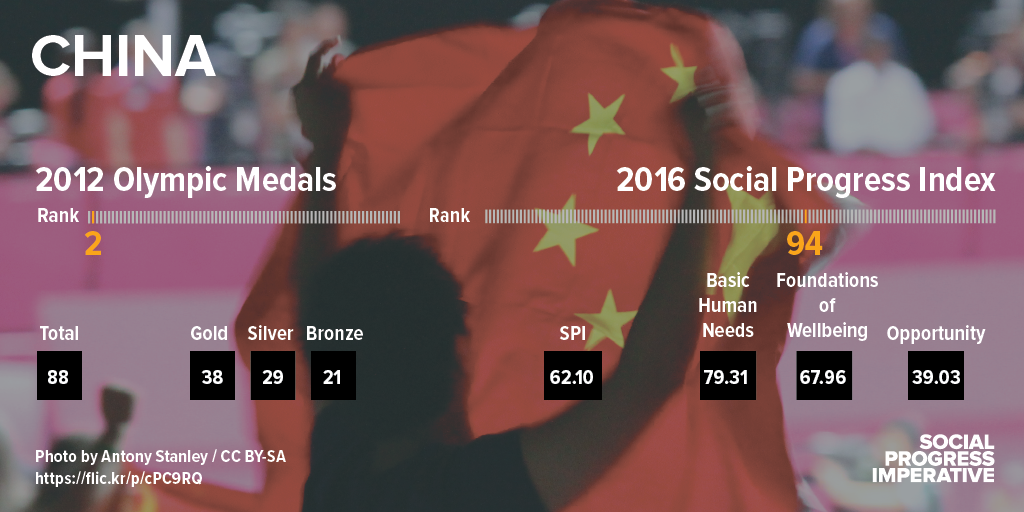 CHINA
2012 Olympic Medals
Rank
2
Total
Gold
Silver
Bronze
88
38
29
21
2016 Social Progress Index
Rank
94
SPI
Basic
Human
Needs
Foundations
of
Wellbeing
Opportunity
62.10
79.31
67.96
39.03
Photo by Antony Stanley / CC BY-SA
https://flic.kr/p/cPC9RQ
SOCIAL
PROGRESS
IMPERATIVE